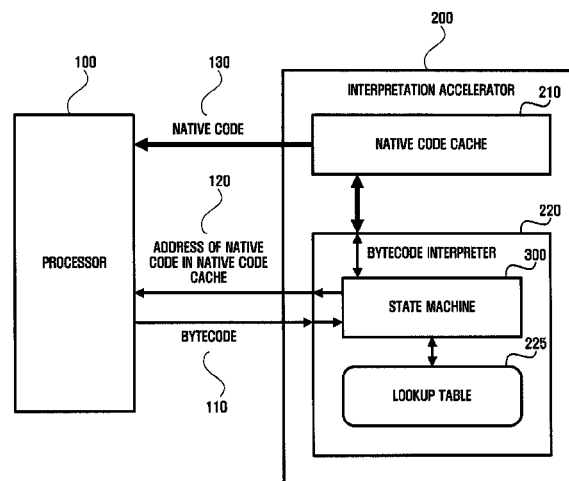 200
100
130
INTERPRETATION ACCELERATOR
210
NATIVE CODE
NATIVE CODE CACHE
120
220
ADDRESS OF NATIVE
CODE IN NATIVE CODE
CACHE
BYTECODE INTERPRETER
300
PROCESSOR
STATE MACHINE
BYTECODE
225
LOOKUP TABLE
110